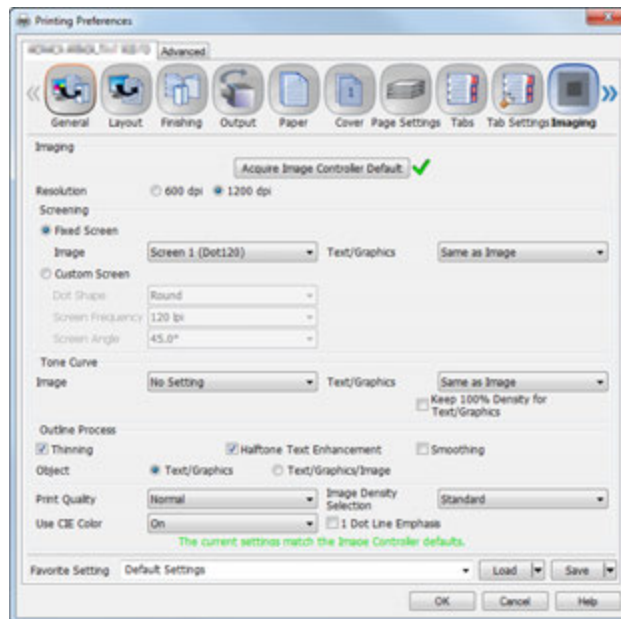 Printing Preferences
Advanced
General Layout Finishing Output Paper Cover Page Settings Tabs Tab Settings Imaging
Imaging
Acquire Image Controller Default
Resolution 600 dpi 1200 dpi
Screening
Fixed Screen
Image Screen 1 (Dot120) Text/Graphics Same as Image
Custom Screen
Dot Shape Round
Screen Frequency 120 lpi
Screen Angle 45.0°
Tone Curve
Image No Setting Text/Graphics Same as Image
Keep 100% Density for
Text/Graphics
Outline Process
Thinning Halftone Text Enhancement Smoothing
Object Text/Graphics Text/Graphics/Image
Print Quality Normal Image Density
Selection Standard
Use CIE Color On 1 Dot Line Emphasis
The current settings match the Image Controller defaults.
Favorite Setting Default Settings Load Save
OK Cancel Help